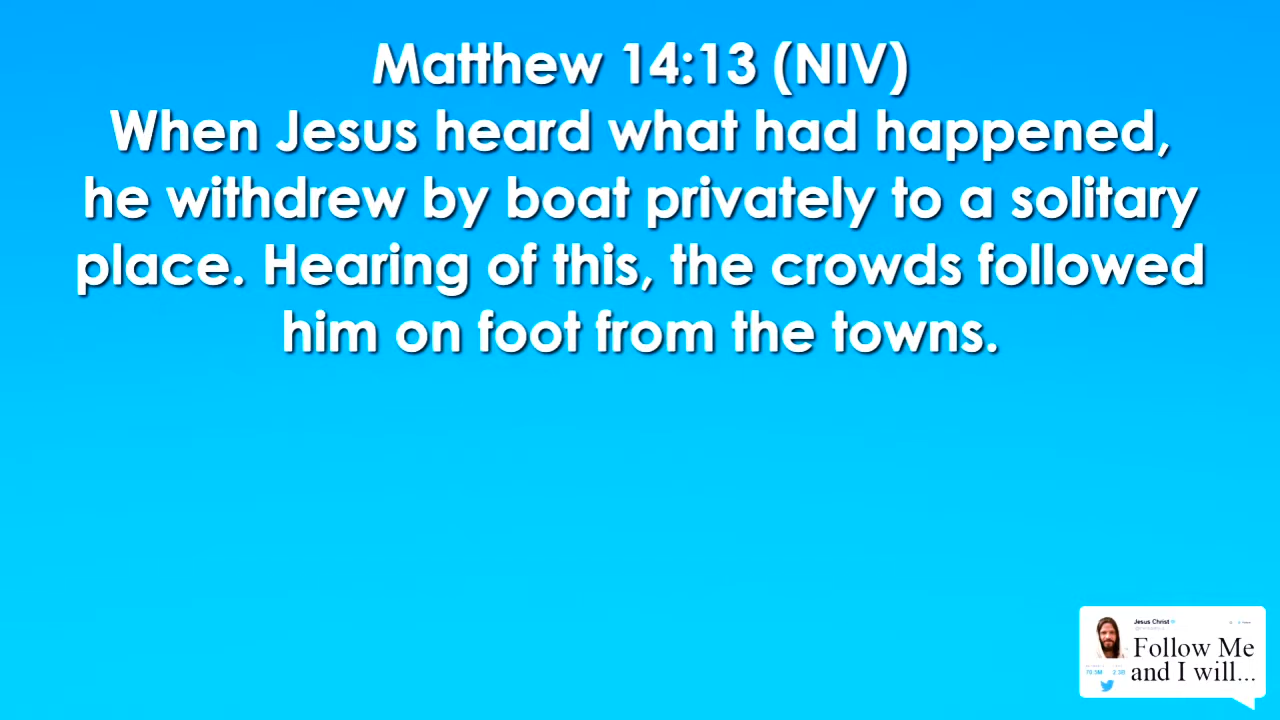 Matthew 14:13 (NIV)
When Jesus heard what had happened,
he withdrew by boat privately to a solitary
place. Hearing of this, the crowds followed
him on foot from the towns.
Jesus Christ
Follow Me
and I will...